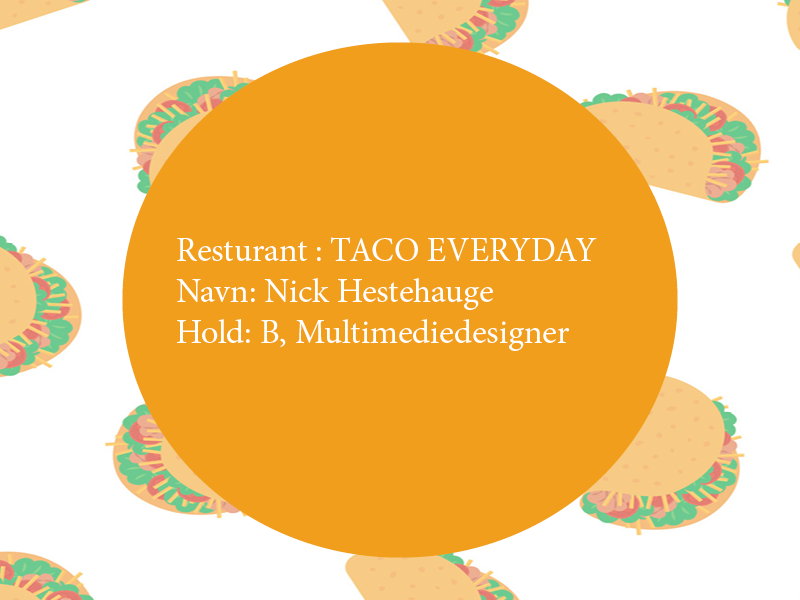 Resturant : TACO EVERYDAY
Navn: Nick Hestehauge
Hold: B, Multimediedesigner